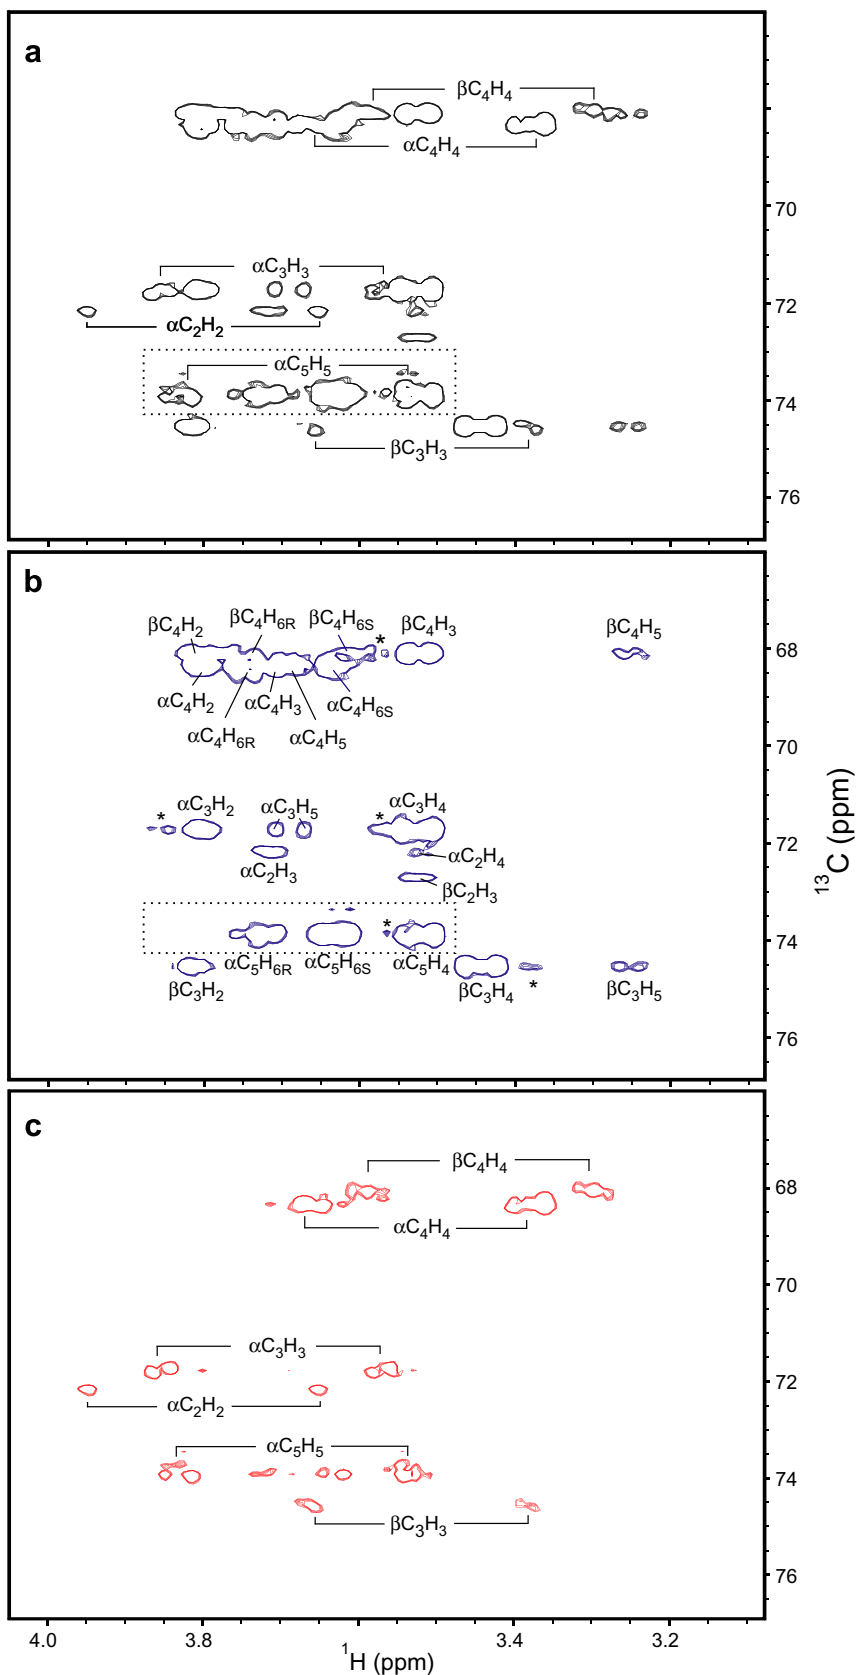 a
βC₄H₄
αC₄H₄
70
αC₃H₃
72
αC₂H₂
αC₅H₅
74
βC₃H₃
76
b
βC₄H₂ βC₄H₆R βC₄H₆S * βC₄H₃ βC₄H₅
68
αC₄H₂ αC₄H₃ αC₄H₆S
αC₄H₆R αC₄H₅
70
* αC₃H₂ αC₃H₅ * αC₃H₄
72
αC₂H₃ αC₂H₄
βC₂H₃
*
74
αC₅H₆R αC₅H₆S αC₅H₄
βC₃H₂ βC₃H₄ * βC₃H₅
76
¹³C (ppm)
c
βC₄H₄
68
αC₄H₄
70
αC₃H₃
72
αC₂H₂
αC₅H₅
74
βC₃H₃
76
4.0 3.8 3.4 3.2
¹H (ppm)